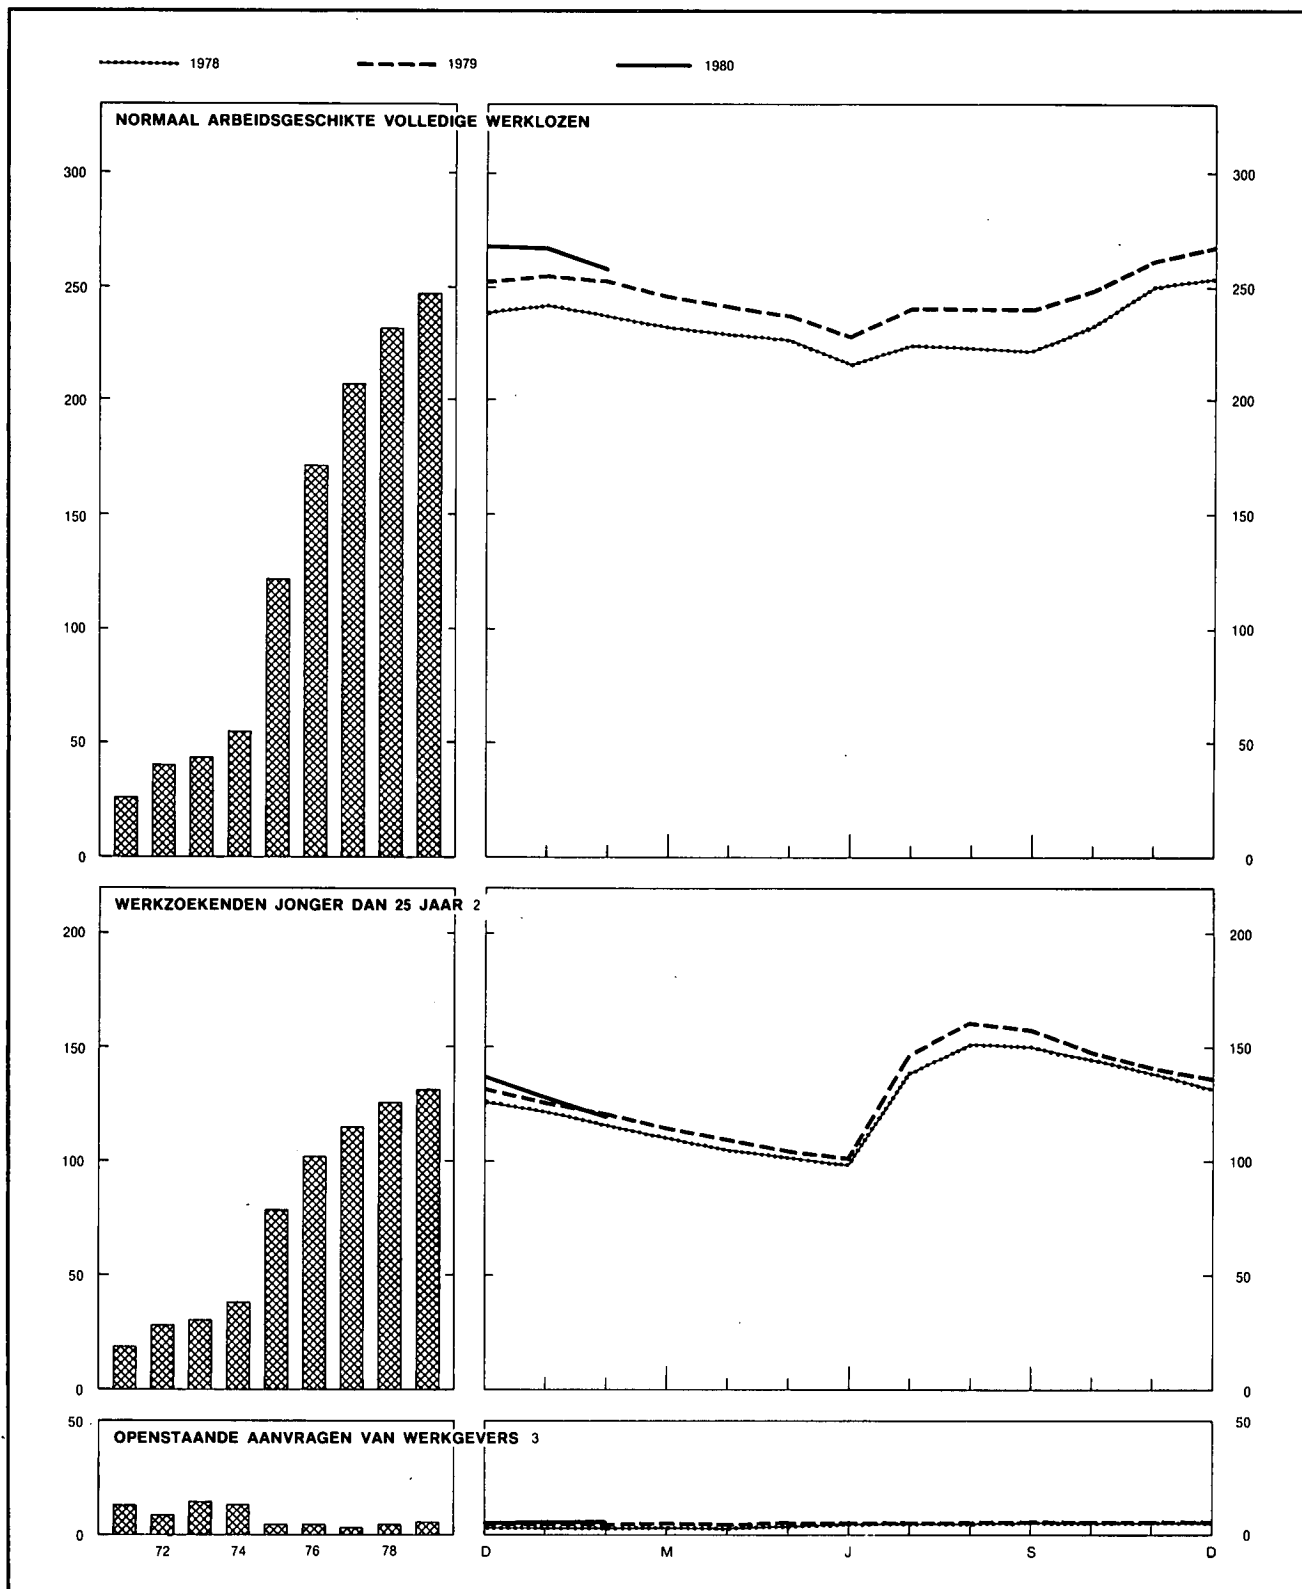 1978 1979 1980
NORMAAL ARBEIDSGESCHIKTE VOLLEDIGE WERKLOZEN
300 300
250 250
200 200
150 150
100 100
50 50
0 0
WERKZOEKENDEN JONGER DAN 25 JAAR 2
200 200
150 150
100 100
50 50
0 0
50 50
OPENSTAANDE AANVRAGEN VAN WERKGEVERS 3
0 0
72 74 76 78 D M J S D